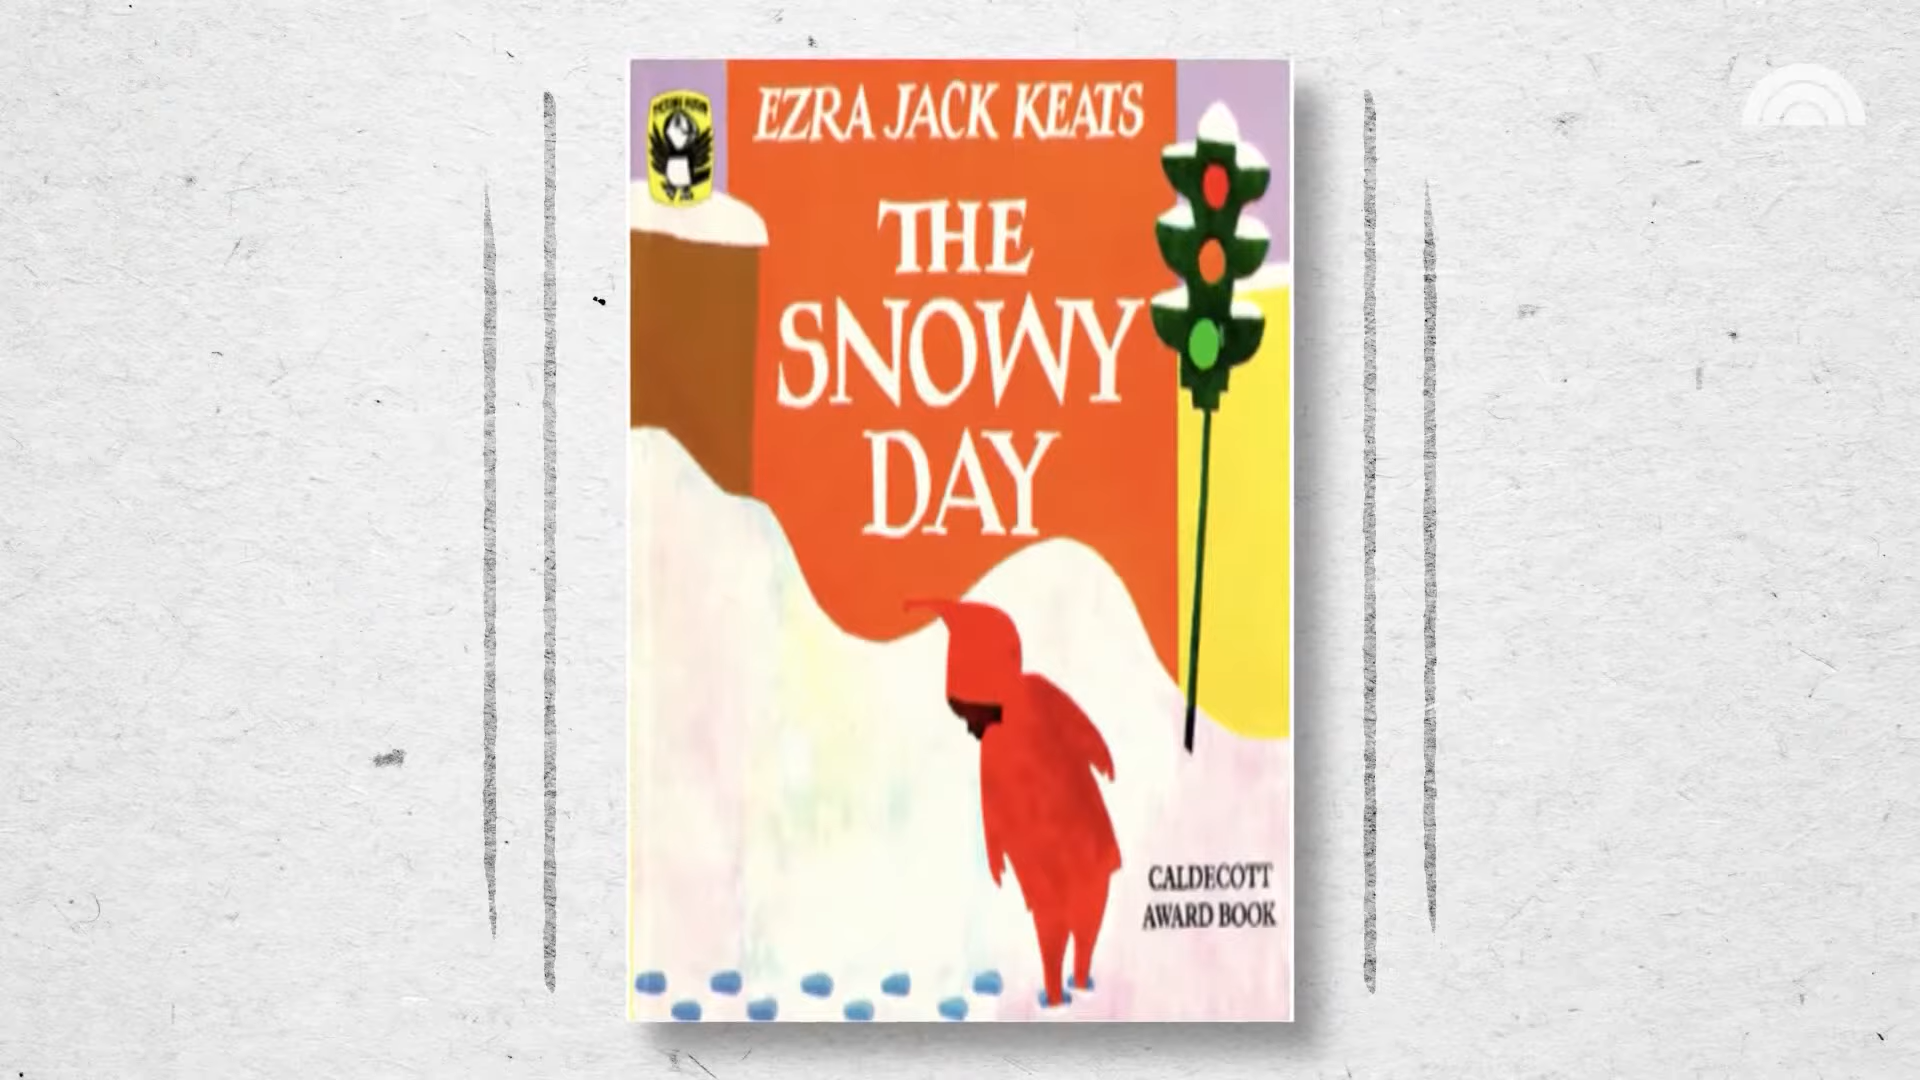 EZRA JACK KEATS
THE
SNOWY
DAY
CALDECOTT
AWARD BOOK